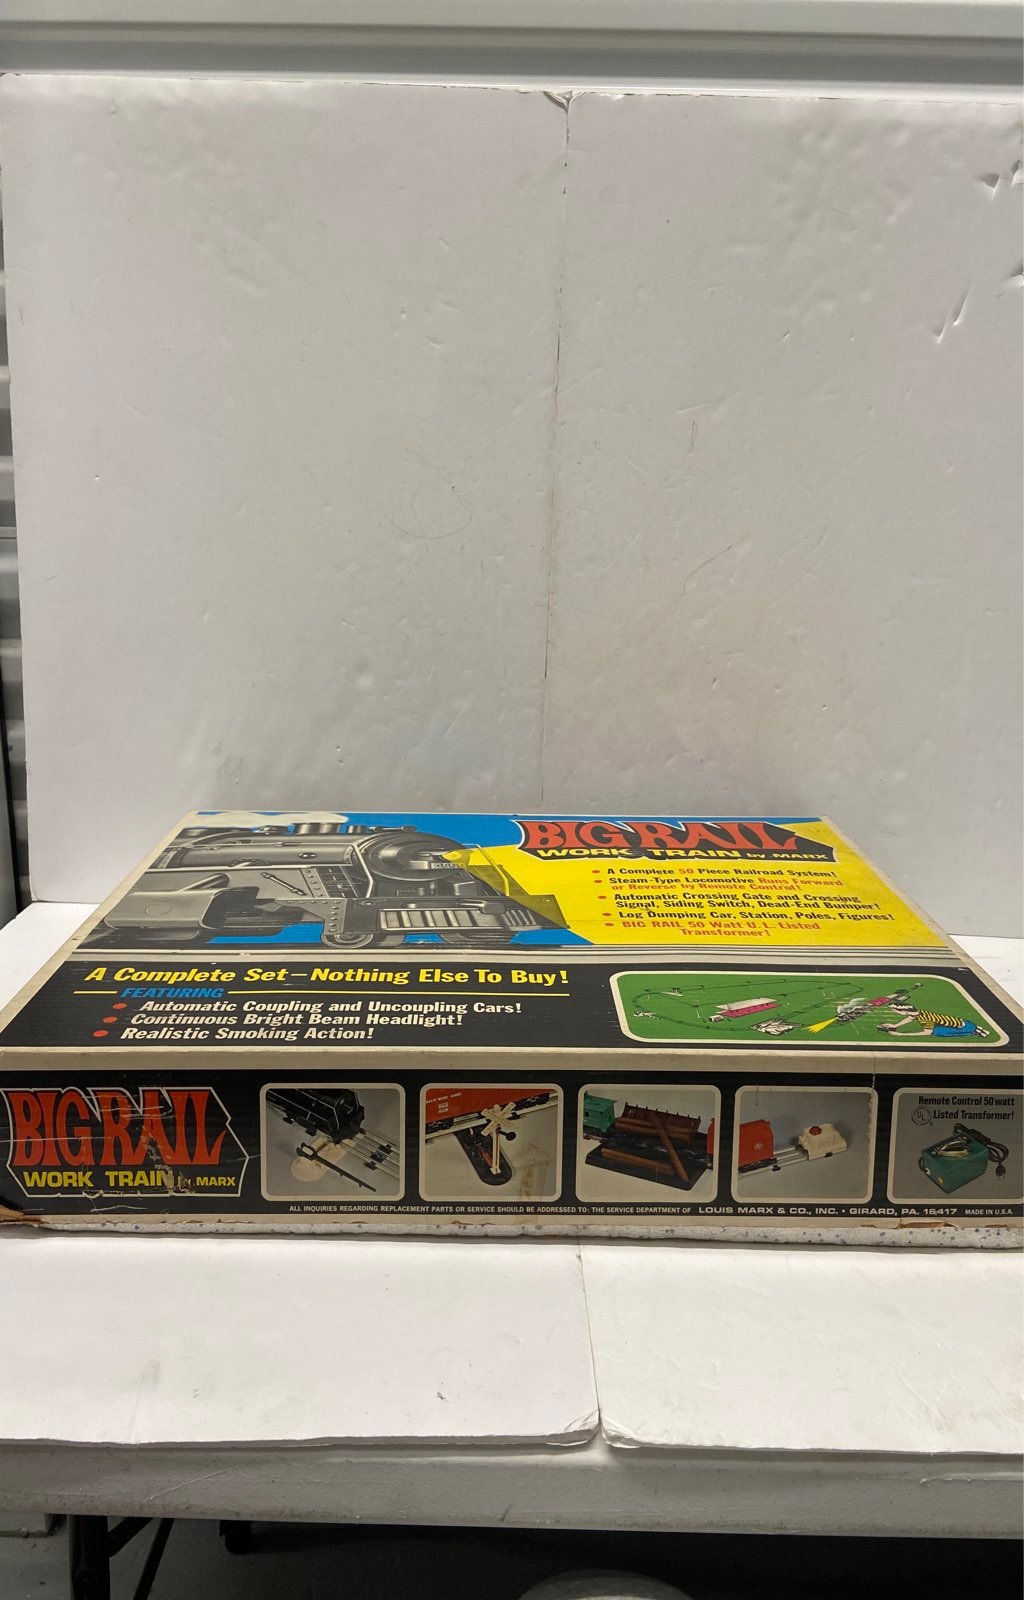 BIG RAIL
WORK TRAIN by MARX
• A Complete 50 Piece Railroad System!
• Steam-Type Locomotive Runs Forward
or Reverse by Remote Control!
• Automatic Crossing Gate and Crossing
Signal, Siding Switch, Dead-End Bumper!
• Log Dumping Car, Station, Poles, Figures!
• BIG RAIL 50 Watt U.L. Listed
Transformer!
A Complete Set—Nothing Else To Buy!
FEATURING
• Automatic Coupling and Uncoupling Cars!
• Continuous Bright Beam Headlight!
• Realistic Smoking Action!
BIG RAIL
WORK TRAIN by MARX
Remote Control 50 watt
UL Listed Transformer!
ALL INQUIRIES REGARDING REPLACEMENT PARTS OR SERVICE SHOULD BE ADDRESSED TO: THE SERVICE DEPARTMENT OF LOUIS MARX & CO., INC. • GIRARD, PA. 16417 MADE IN U.S.A.